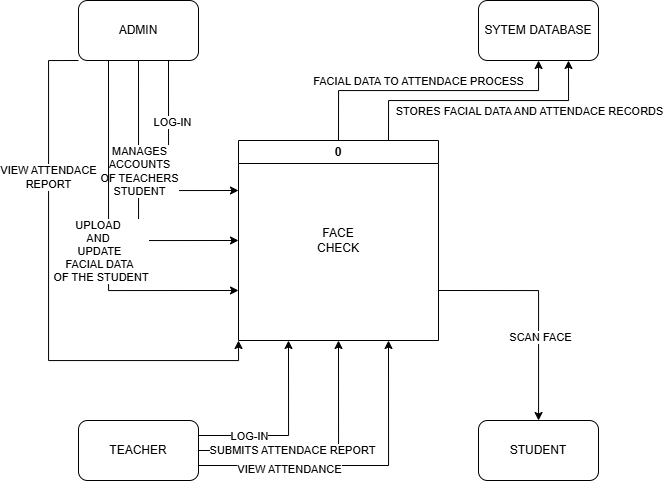 ADMIN
SYTEM DATABASE
FACIAL DATA TO ATTENDACE PROCESS
STORES FACIAL DATA AND ATTENDACE RECORDS
LOG-IN
0
MANAGES
ACCOUNTS
OF TEACHERS
STUDENT
VIEW ATTENDACE
REPORT
UPLOAD
AND
UPDATE
FACIAL DATA
OF THE STUDENT
FACE
CHECK
SCAN FACE
TEACHER
LOG-IN
SUBMITS ATTENDACE REPORT
VIEW ATTENDANCE
STUDENT